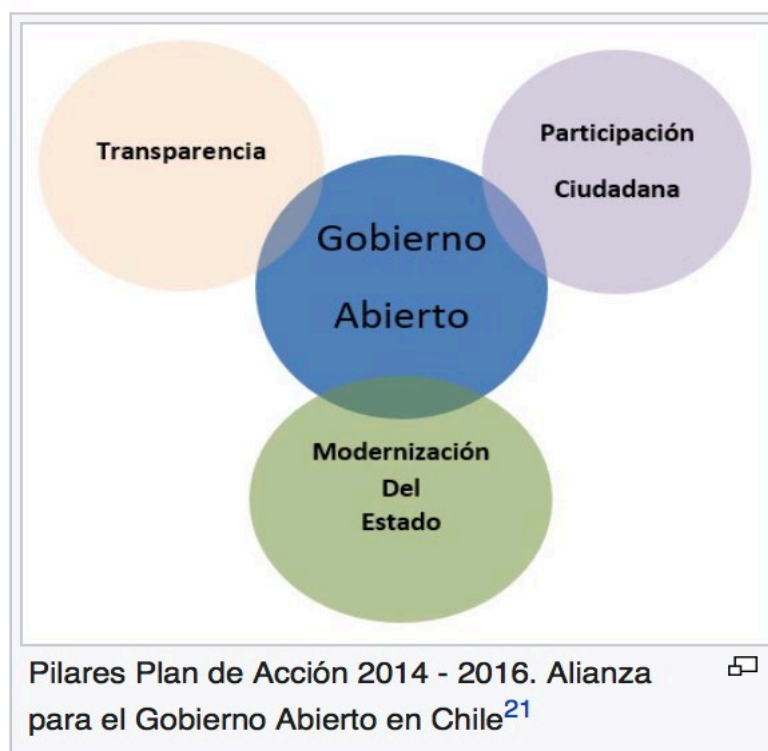 Transparencia
Participación
Ciudadana
Gobierno
Abierto
Modernización
Del
Estado
Pilares Plan de Acción 2014 - 2016. Alianza
para el Gobierno Abierto en Chile21